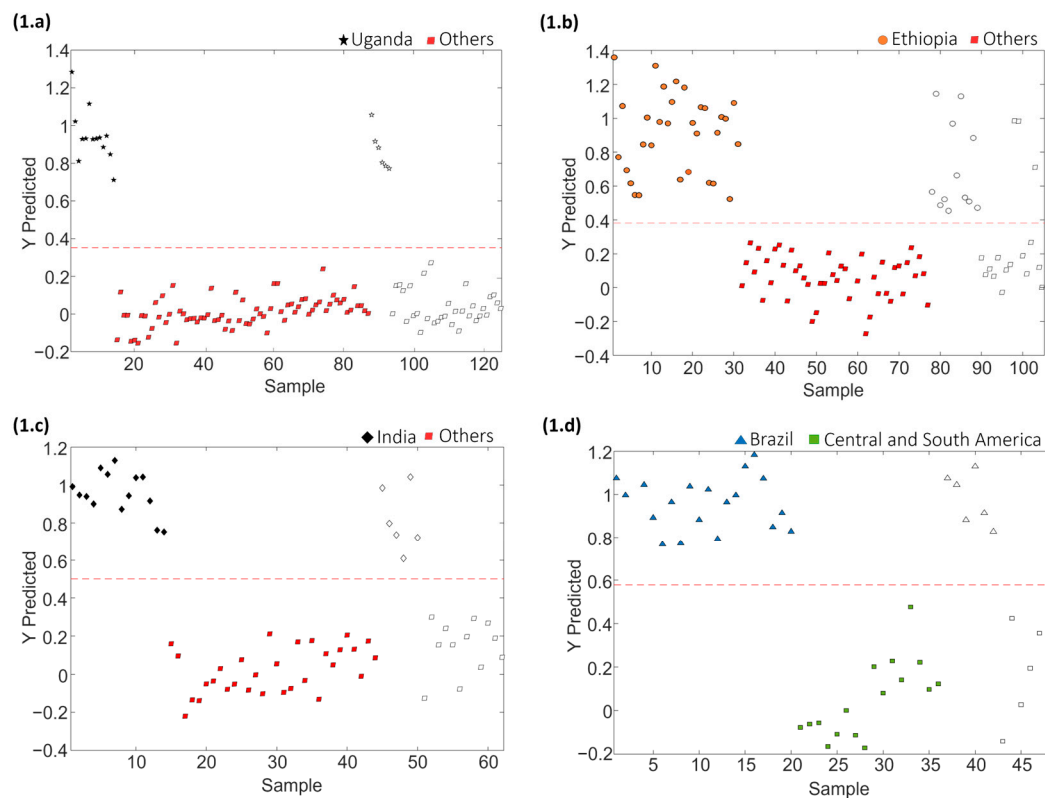 (1.a)
Uganda Others
1.4
1.2
1
0.8
0.6
0.4
0.2
0
−0.2
Y Predicted
20 40 60 80 100 120
Sample
(1.b)
Ethiopia Others
1.4
1.2
1
0.8
0.6
0.4
0.2
0
−0.2
−0.4
Y Predicted
10 20 30 40 50 60 70 80 90 100
Sample
(1.c)
India Others
1.2
1
0.8
0.6
0.4
0.2
0
−0.2
−0.4
Y Predicted
10 20 30 40 50 60
Sample
(1.d)
Brazil Central and South America
1.2
1
0.8
0.6
0.4
0.2
0
−0.2
Y Predicted
5 10 15 20 25 30 35 40 45
Sample